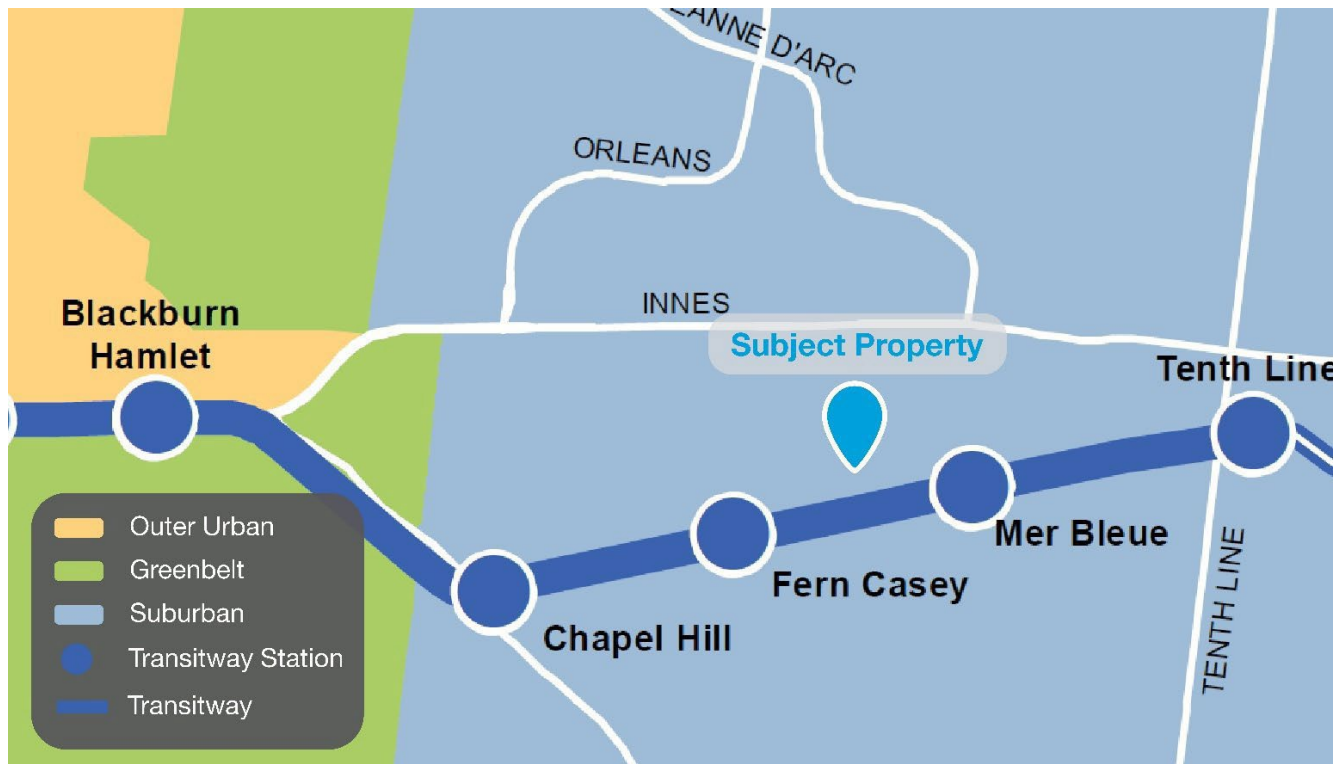 EANNE D'ARC
ORLEANS
INNES
Blackburn
Hamlet
Subject Property
Tenth Line
Mer Bleue
Fern Casey
Chapel Hill
TENTH LINE
Outer Urban
Greenbelt
Suburban
Transitway Station
Transitway